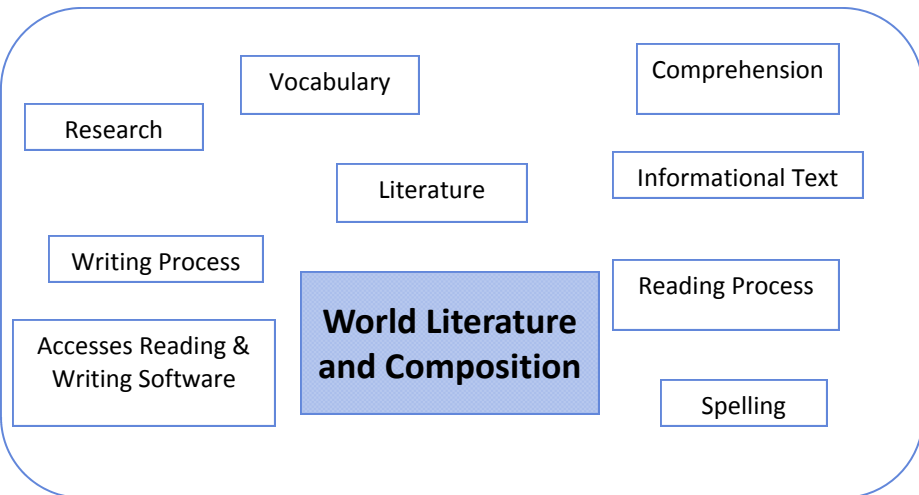 Vocabulary
Comprehension
Research
Informational Text
Literature
Writing Process
Reading Process
World Literature
and Composition
Accesses Reading &
Writing Software
Spelling